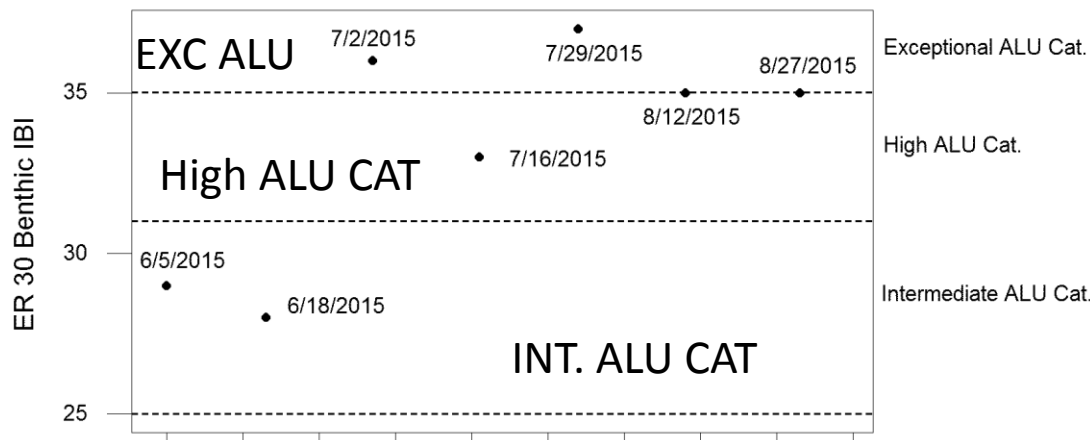 EXC ALU
7/2/2015
7/29/2015
Exceptional ALU Cat.
8/27/2015
35
8/12/2015
High ALU Cat.
7/16/2015
High ALU CAT
ER 30 Benthic IBI
30
6/5/2015
6/18/2015
Intermediate ALU Cat.
INT. ALU CAT
25